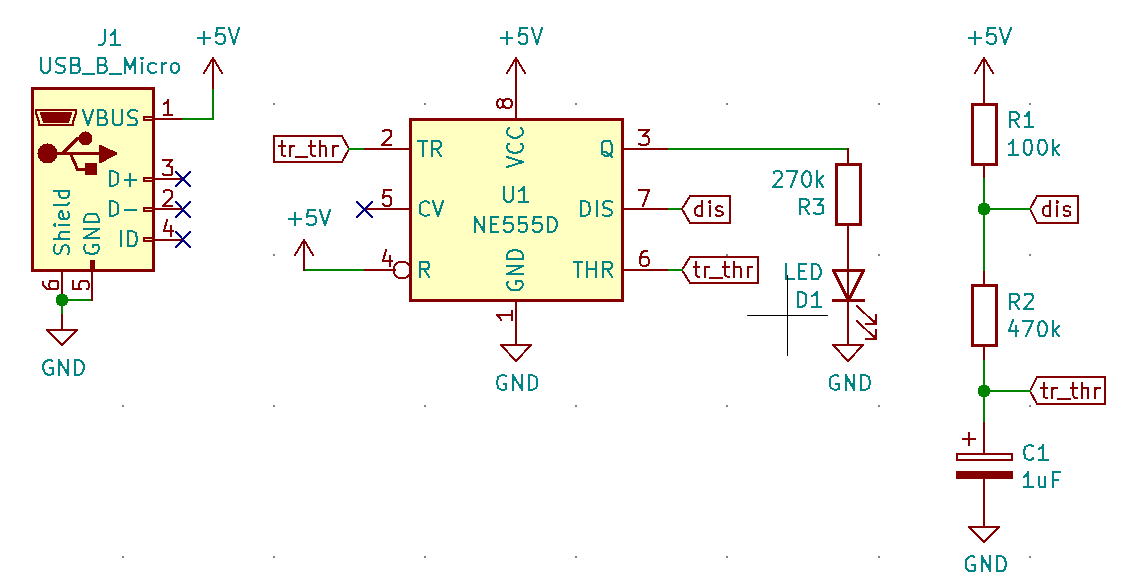 J1
USB_B_Micro
+5V
VBUS
1
D+
3
D-
2
ID
4
Shield
GND
6
5
GND
+5V
8
VCC
tr_thr
2
TR
5
CV
+5V
4
R
U1
NE555D
Q
3
DIS
7
dis
THR
6
tr_thr
GND
1
GND
270k
R3
LED
D1
GND
+5V
R1
100k
dis
R2
470k
tr_thr
+
C1
1uF
GND